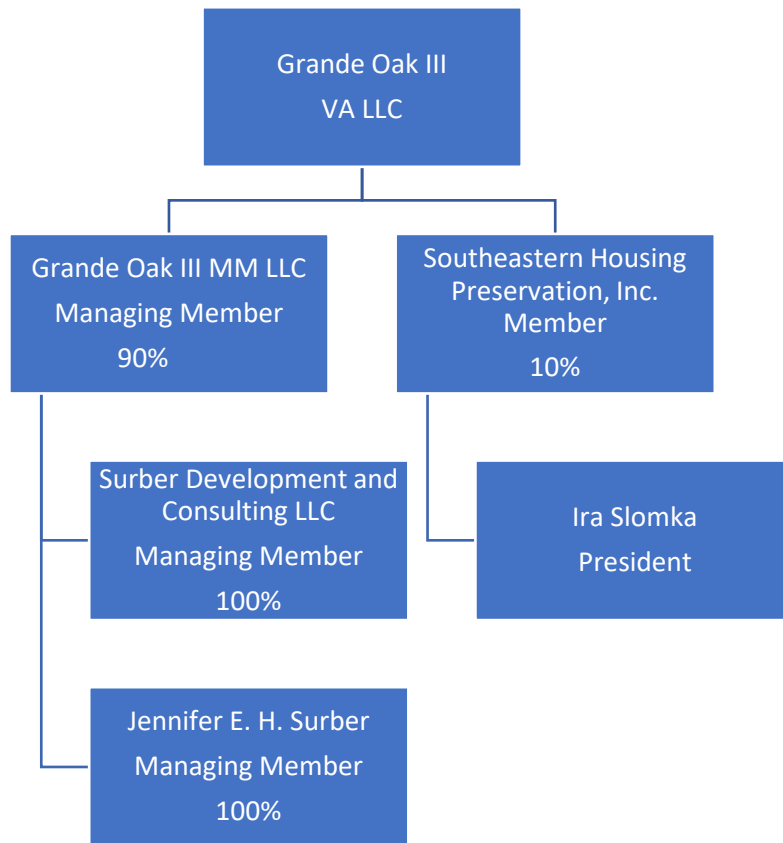 Grande Oak III
VA LLC
Grande Oak III MM LLC
Managing Member
90%
Southeastern Housing
Preservation, Inc.
Member
10%
Surber Development and
Consulting LLC
Managing Member
100%
Ira Slomka
President
Jennifer E. H. Surber
Managing Member
100%